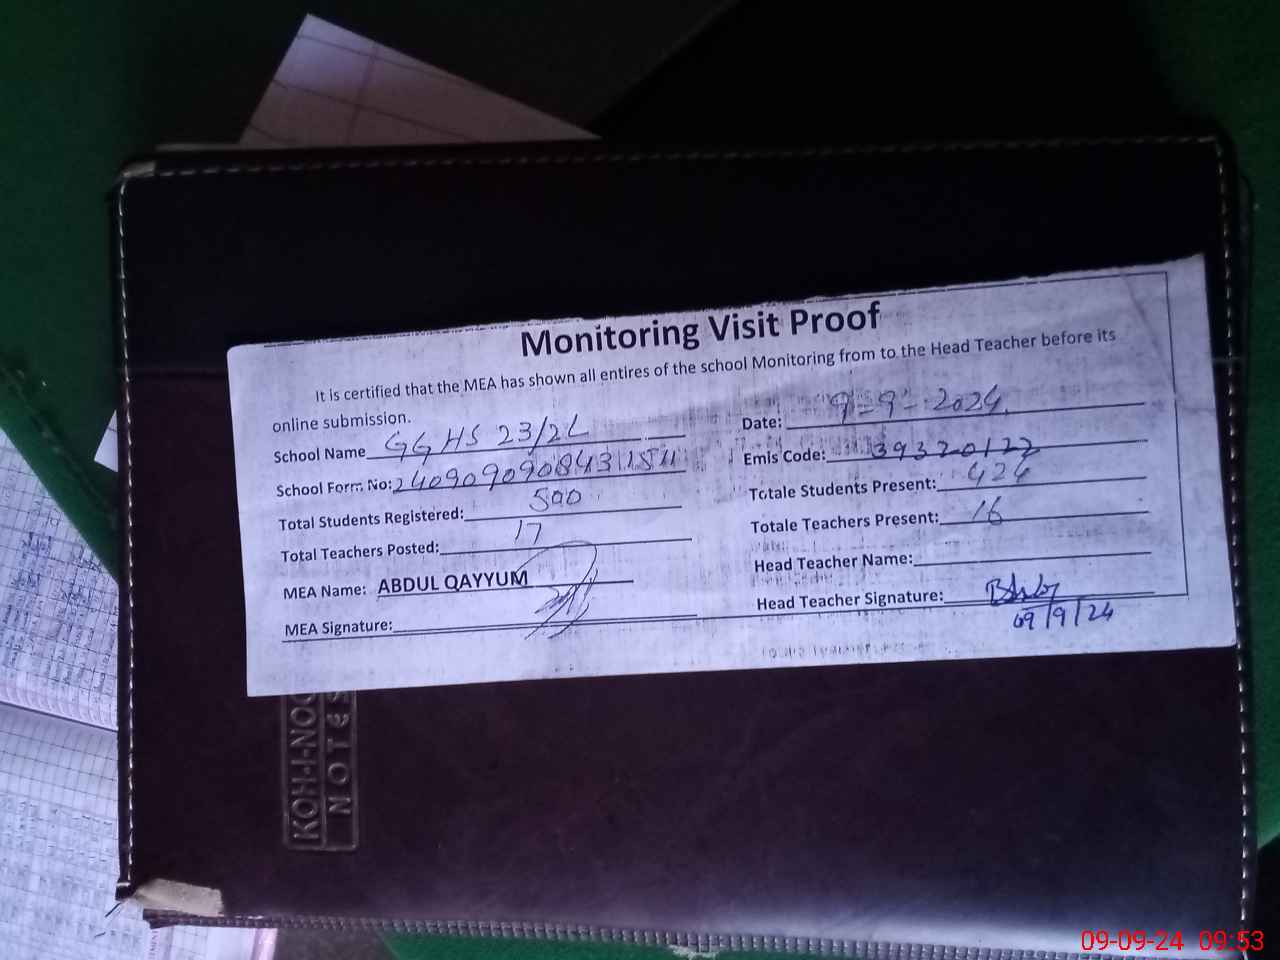 Monitoring Visit Proof
It is certified that the MEA has shown all entires of the school Monitoring from to the Head Teacher before its
online submission.
School Name GGHS 23/2L Date: 9-9-2024
School Form No: Emis Code: 39320122
Total Students Registered: 500 Totale Students Present: 424
Total Teachers Posted: 17 Totale Teachers Present: 16
MEA Name: ABDUL QAYYUM Head Teacher Name:
MEA Signature: Head Teacher Signature:
09/9/24
KOH-I-NOO
NOTES
09-09-24 09:53